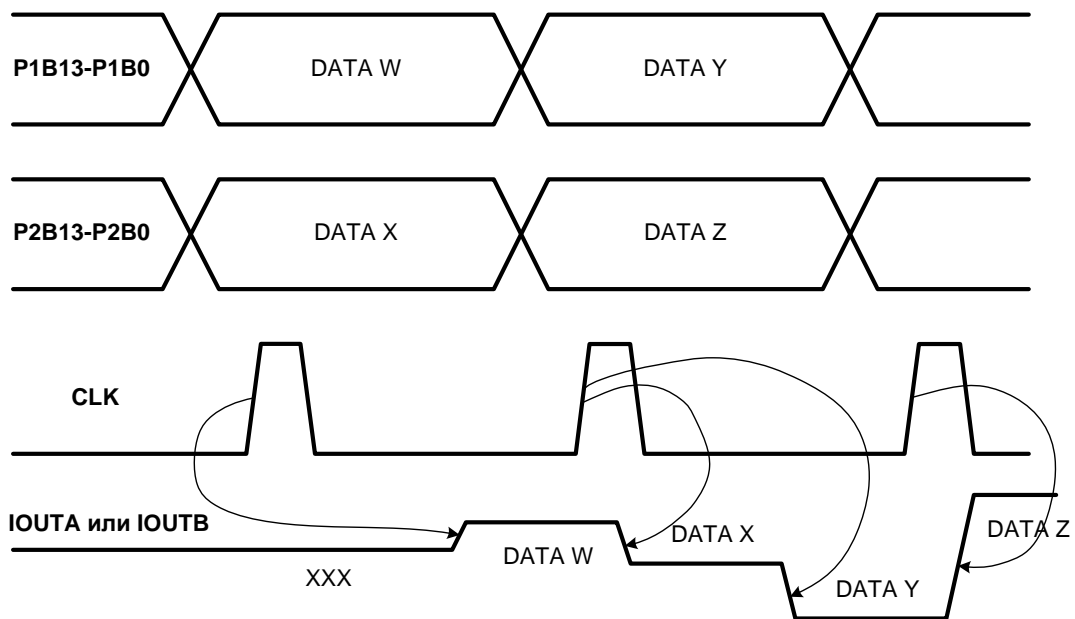 P1B13-P1B0
DATA W
DATA Y
P2B13-P2B0
DATA X
DATA Z
CLK
IOUTA или IOUTB
XXX
DATA W
DATA X
DATA Y
DATA Z